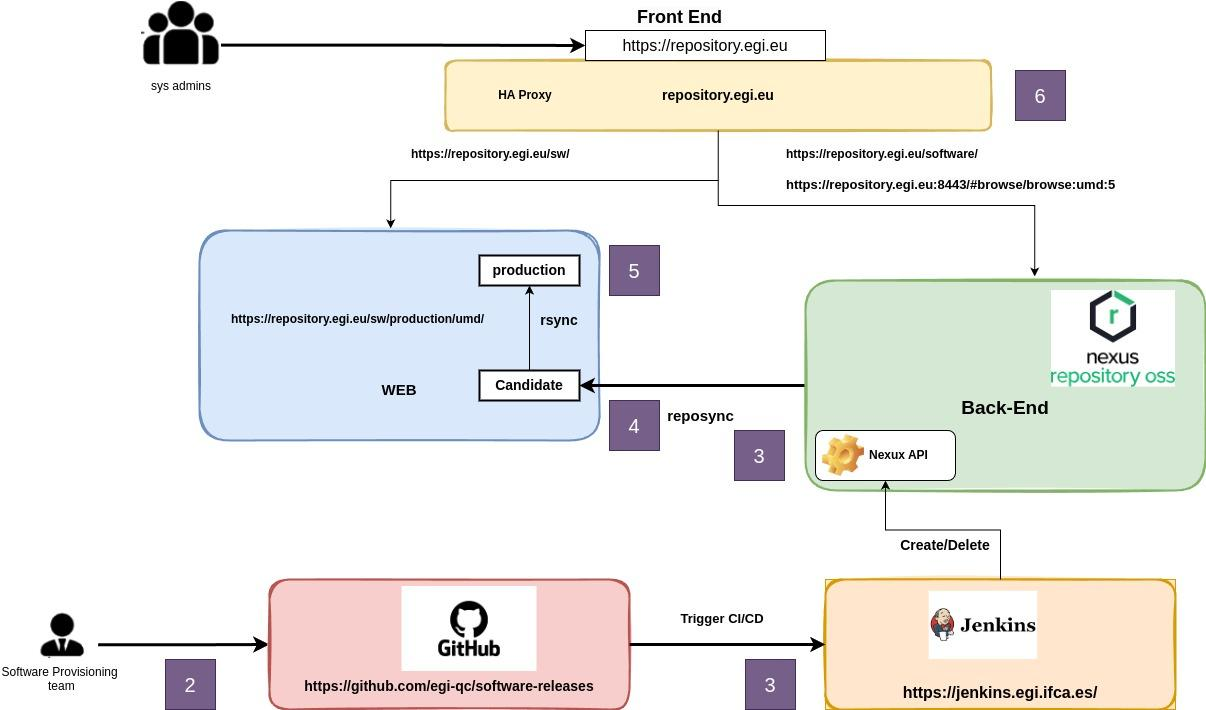 Front End
https://repository.egi.eu
sys admins
HA Proxy
repository.egi.eu
6
https://repository.egi.eu/sw/
https://repository.egi.eu/software/
https://repository.egi.eu:8443/#browse/browse:umd:5
production
5
https://repository.egi.eu/sw/production/umd/
rsync
WEB
Candidate
4
reposync
3
r
nexus
repository oss
Back-End
Nexux API
Create/Delete
Software Provisioning
team
2
GitHub
https://github.com/egi-qc/software-releases
Trigger CI/CD
3
Jenkins
https://jenkins.egi.ifca.es/